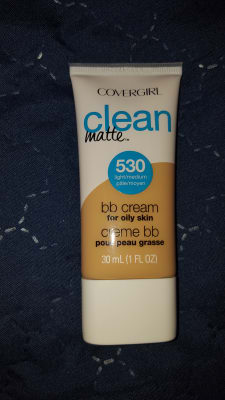 COVERGIRL
clean
matte™
530
light/medium
pâle/moyen
bb cream
for oily skin
crème bb
pour peau grasse
30 mL (1 FL OZ)